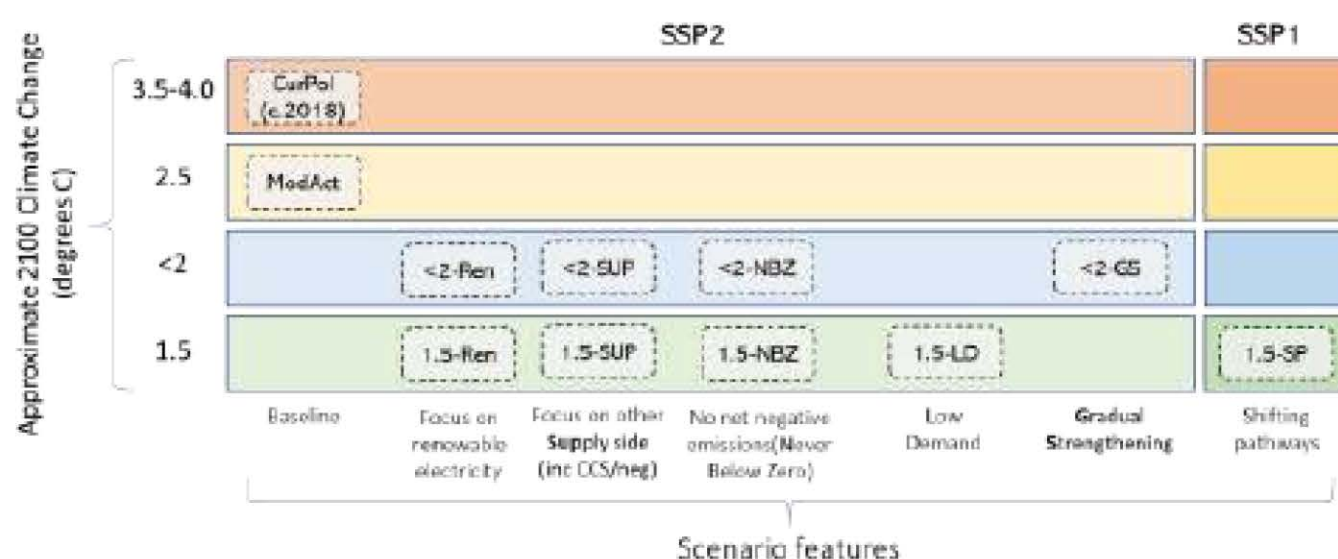 SSP2
SSP1
Approximate 2100 Climate Change
(degrees C)
3.5-4.0
CurPol
(c.2018)
2.5
ModAct
<2
<2-Ren
<2-SUP
<2-NBZ
<2-GS
1.5
1.5-Ren
1.5-SUP
1.5-NBZ
1.5-LD
1.5-SP
Baseline
Focus on
renewable
electricity
Focus on other
Supply side
(inc CCS/neg)
No net negative
emissions(Never
Below Zero)
Low
Demand
Gradual
Strengthening
Shifting
pathways
Scenario features